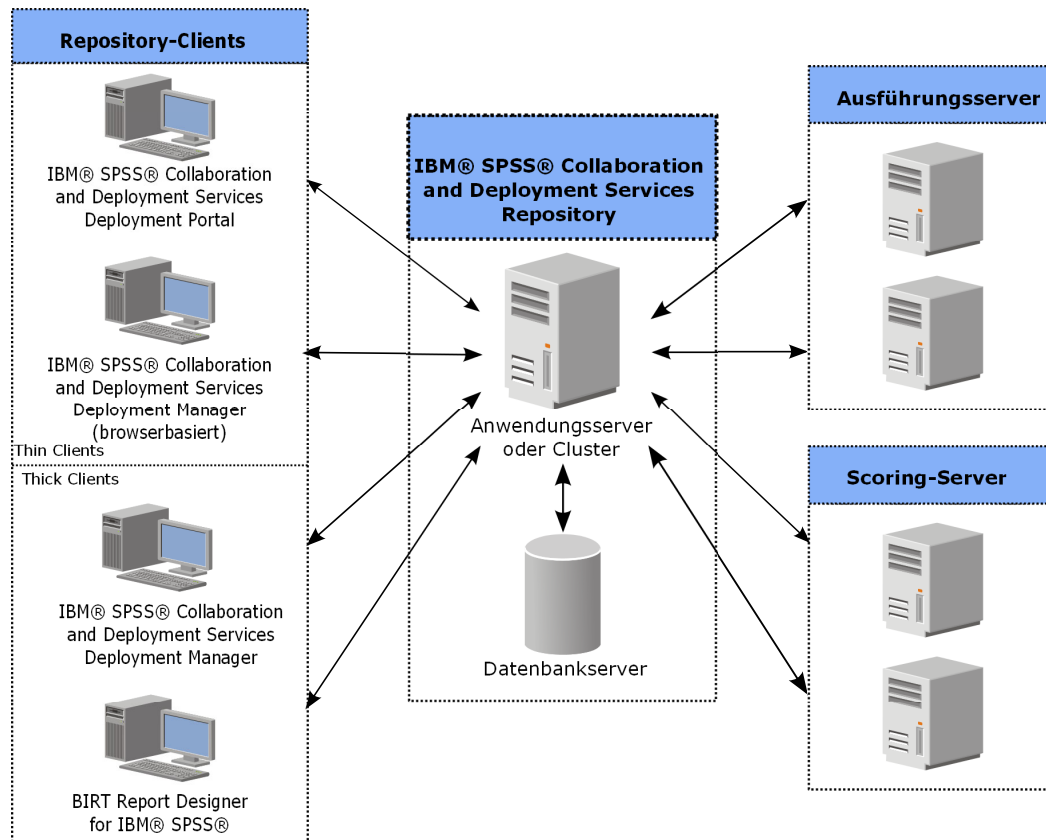 Repository-Clients
IBM® SPSS® Collaboration
and Deployment Services
Deployment Portal
IBM® SPSS® Collaboration
and Deployment Services
Deployment Manager
(browserbasiert)
Thin Clients
Thick Clients
IBM® SPSS® Collaboration
and Deployment Services
Deployment Manager
BIRT Report Designer
for IBM® SPSS®
IBM® SPSS® Collaboration
and Deployment Services
Repository
Anwendungsserver
oder Cluster
Datenbankserver
Ausführungsserver
Scoring-Server